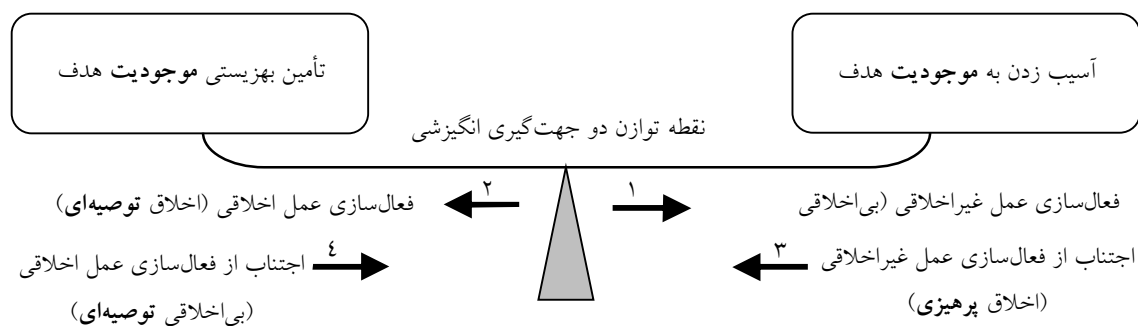 آسیب زدن به موجودیت هدف
تأمین بهزیستی موجودیت هدف
نقطه توازن دو جهت‌گیری انگیزشی
۱
۲
فعال‌سازی عمل غیراخلاقی (بی‌اخلاقی
فعال‌سازی عمل اخلاقی (اخلاق توصیه‌ای)
۳
٤
اجتناب از فعال‌سازی عمل غیراخلاقی
(اخلاق پرهیزی)
اجتناب از فعال‌سازی عمل اخلاقی
(بی‌اخلاقی توصیه‌ای)